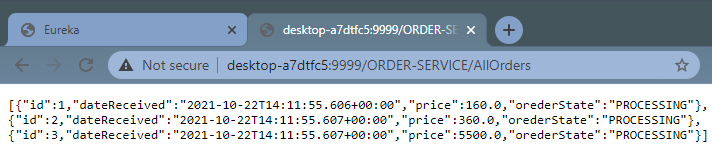 Eureka
desktop-a7dtfc5:9999/ORDER-SE
Not secure
desktop-a7dtfc5:9999/ORDER-SERVICE/AllOrders
[{"id":1,"dateReceived":"2021-10-22T14:11:55.606+00:00","price":160.0,"orederState":"PROCESSING"},
{"id":2,"dateReceived":"2021-10-22T14:11:55.607+00:00","price":360.0,"orederState":"PROCESSING"},
{"id":3,"dateReceived":"2021-10-22T14:11:55.607+00:00","price":5500.0,"orederState":"PROCESSING"}]